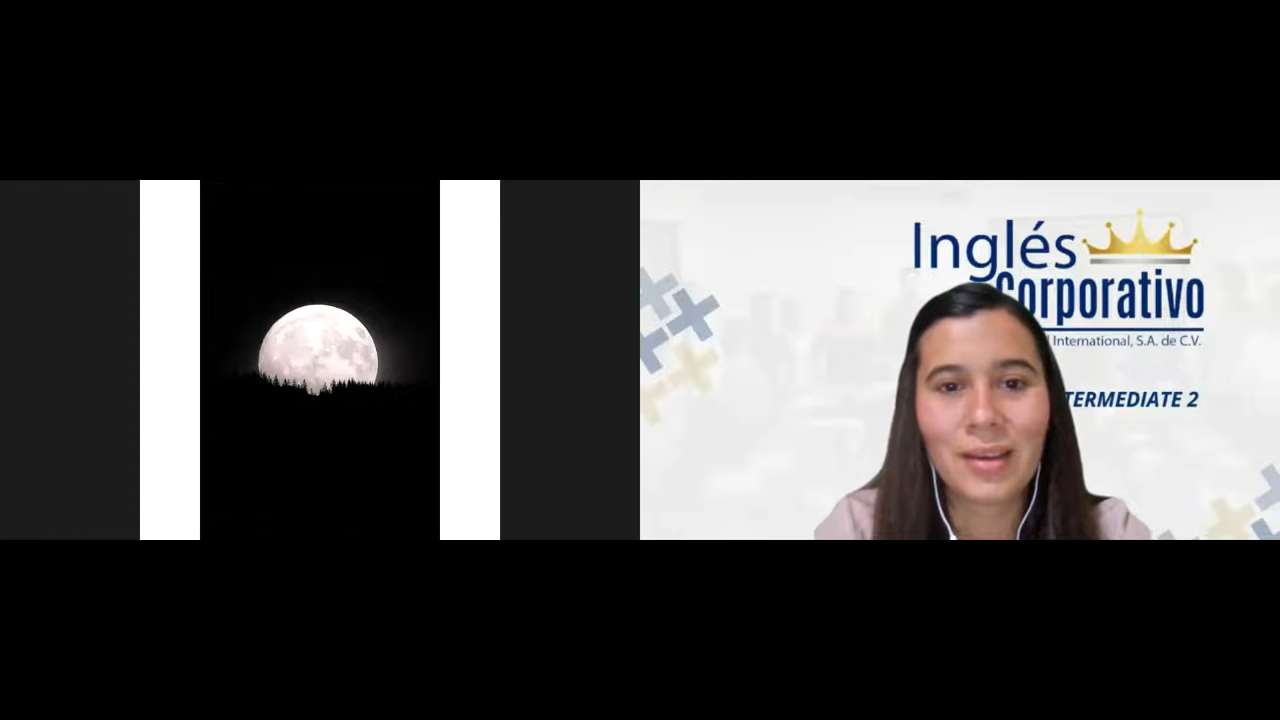 Inglés
Corporativo
International, S.A. de C.V.
TERMEDIATE 2